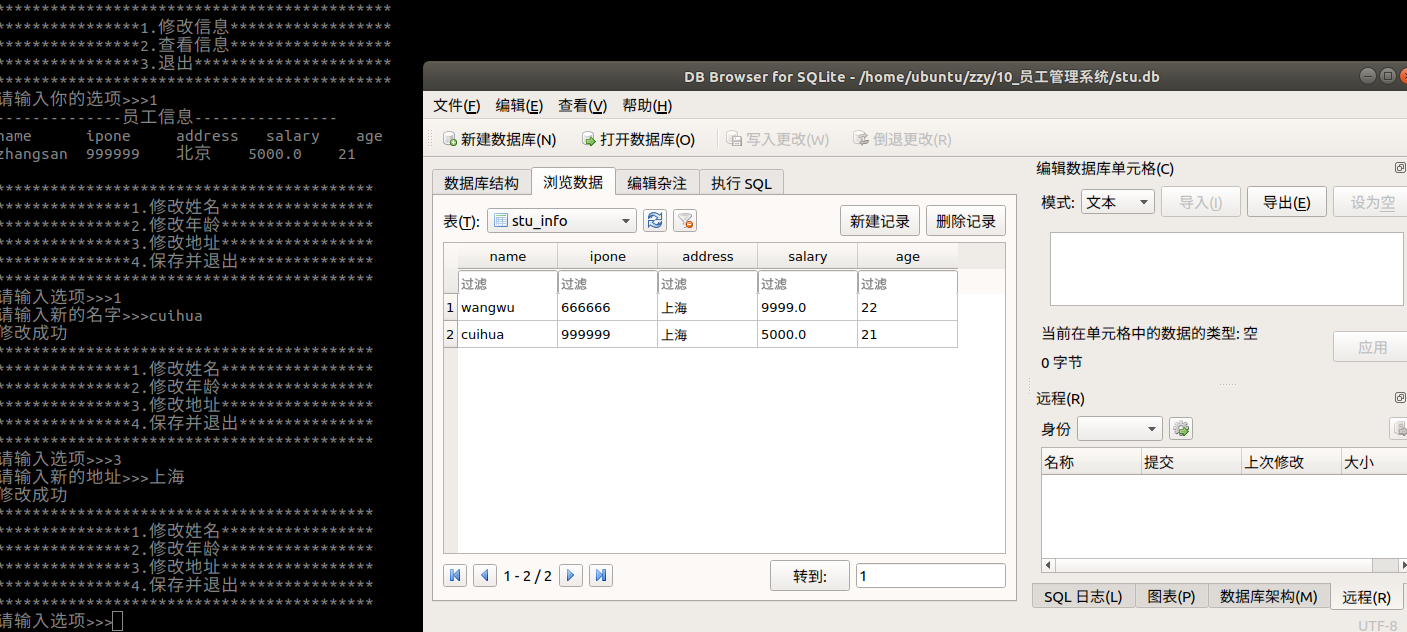 ********************************************
****************1.修改信息******************
****************2.查看信息******************
****************3.退出**********************
********************************************
请输入你的选项>>>1
--------------员工信息----------------
name ipone address salary age
zhangsan 999999 北京 5000.0 21
******************************************
***************1.修改姓名*****************
***************2.修改年龄*****************
***************3.修改地址*****************
***************4.保存并退出***************
******************************************
请输入选项>>>1
请输入新的名字>>>cuihua
修改成功
******************************************
***************1.修改姓名*****************
***************2.修改年龄*****************
***************3.修改地址*****************
***************4.保存并退出***************
******************************************
请输入选项>>>3
请输入新的地址>>>上海
修改成功
******************************************
***************1.修改姓名*****************
***************2.修改年龄*****************
***************3.修改地址*****************
***************4.保存并退出***************
******************************************
请输入选项>>>
DB Browser for SQLite - /home/ubuntu/zzy/10_员工管理系统/stu.db
文件(F) 编辑(E) 查看(V) 帮助(H)
新建数据库(N) 打开数据库(O) 写入更改(W) 倒退更改(R)
数据库结构 浏览数据 编辑杂注 执行 SQL
表(T): stu_info 新建记录 删除记录
name ipone address salary age
过滤 过滤 过滤 过滤 过滤
1 wangwu 666666 上海 9999.0 22
2 cuihua 999999 上海 5000.0 21
1 - 2 / 2 转到: 1
编辑数据库单元格(C)
模式: 文本 导入(I) 导出(E) 设为空
当前在单元格中的数据的类型: 空
0 字节
应用
远程(R)
身份
名称 提交 上次修改 大小
SQL 日志(L) 图表(P) 数据库架构(M) 远程(R)
UTF-8